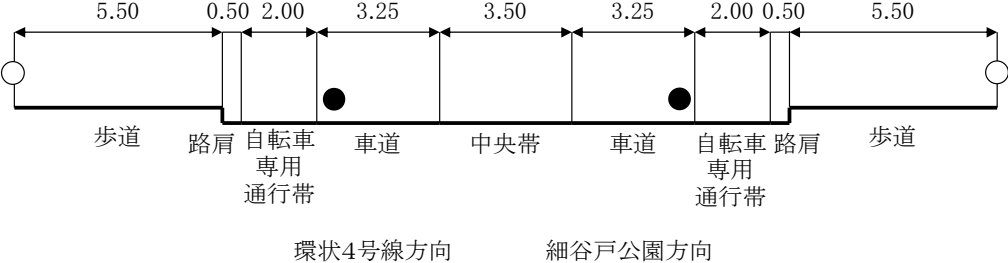 5.50 0.50 2.00 3.25 3.50 3.25 2.00 0.50 5.50
歩道 路肩 自転車専用通行帯 車道 中央帯 車道 自転車専用通行帯 路肩 歩道
環状4号線方向 細谷戸公園方向